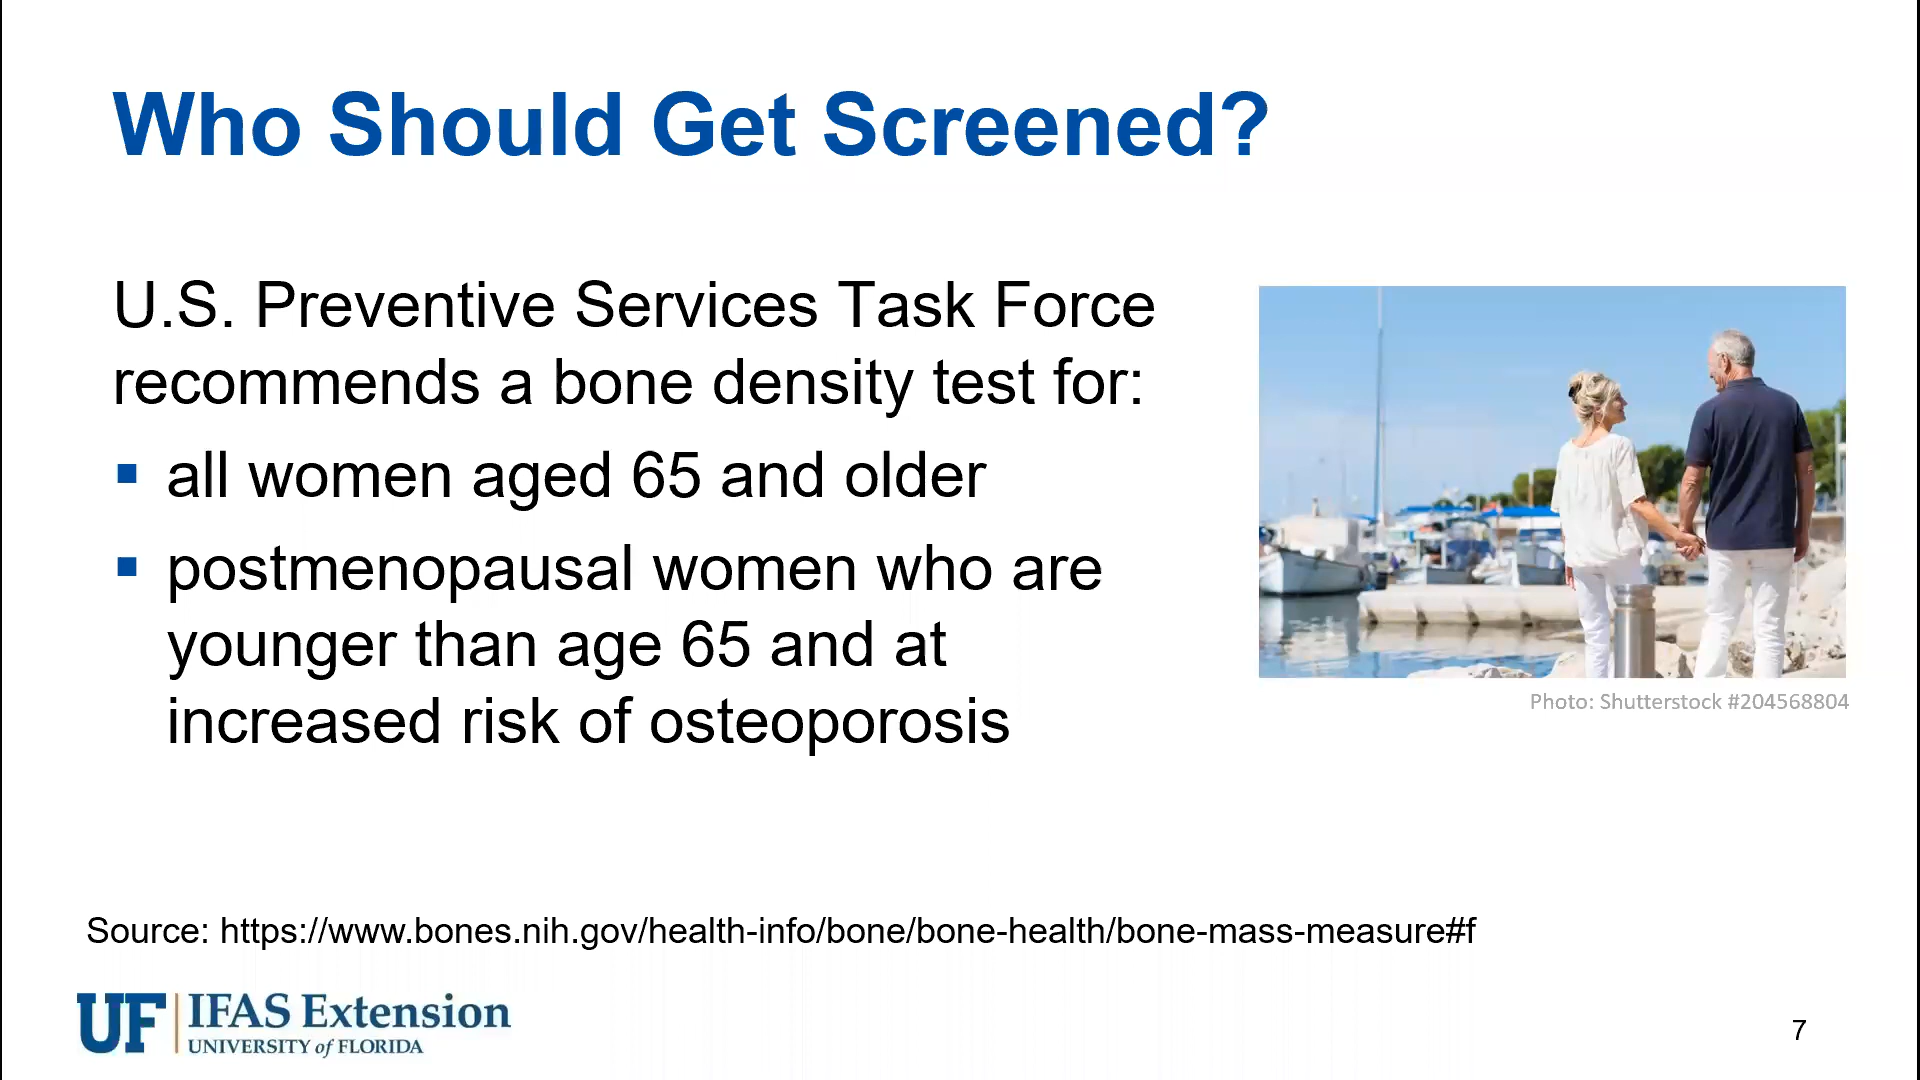 Who Should Get Screened?
U.S. Preventive Services Task Force
recommends a bone density test for:
▪ all women aged 65 and older
▪ postmenopausal women who are
younger than age 65 and at
increased risk of osteoporosis
Photo: Shutterstock #204568804
Source: https://www.bones.nih.gov/health-info/bone/bone-health/bone-mass-measure#f
UF IFAS Extension
UNIVERSITY of FLORIDA
7